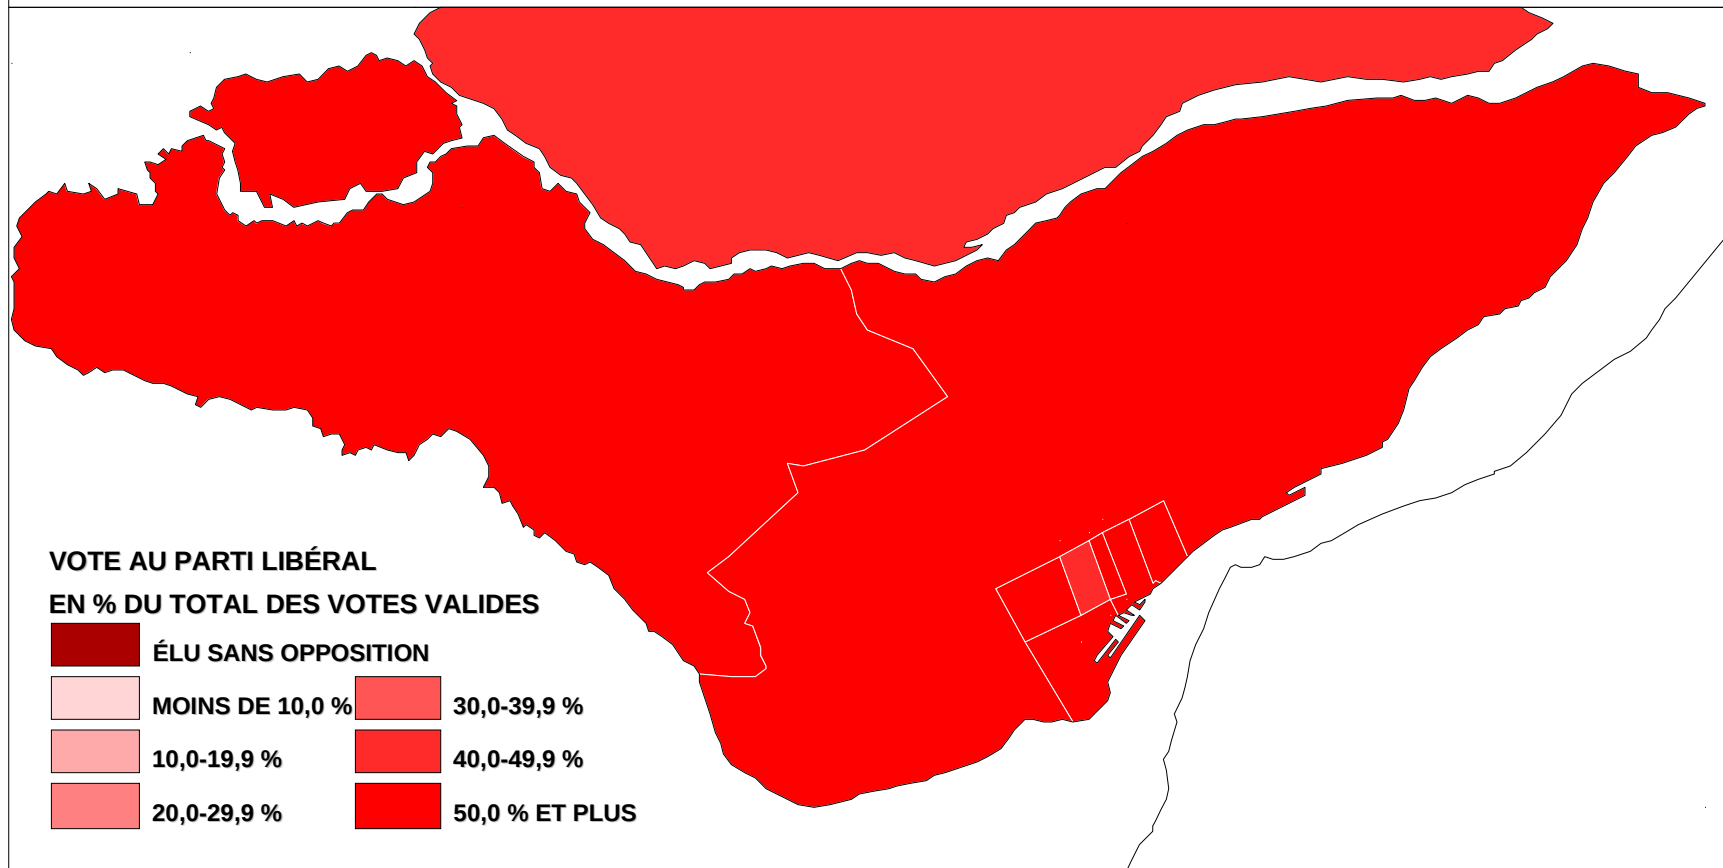 VOTE AU PARTI LIBÉRAL
EN % DU TOTAL DES VOTES VALIDES
ÉLU SANS OPPOSITION
MOINS DE 10,0 %
10,0-19,9 %
20,0-29,9 %
30,0-39,9 %
40,0-49,9 %
50,0 % ET PLUS